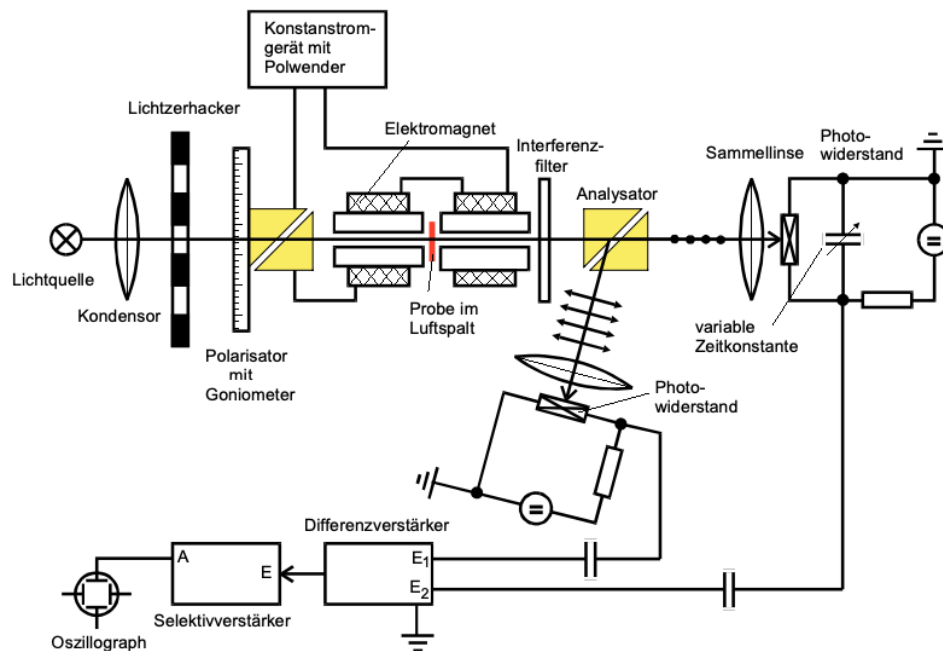 Konstanstrom-
gerät mit
Polwender
Lichtzerhacker
Elektromagnet
Interferenz-
filter
Analysator
Sammellinse
Photo-
widerstand
Lichtquelle
Kondensor
Polarisator
mit
Goniometer
Probe im
Luftspalt
variable
Zeitkonstante
Photo-
widerstand
Differenzverstärker
A
E
E1
E2
Selektivverstärker
Oszillograph